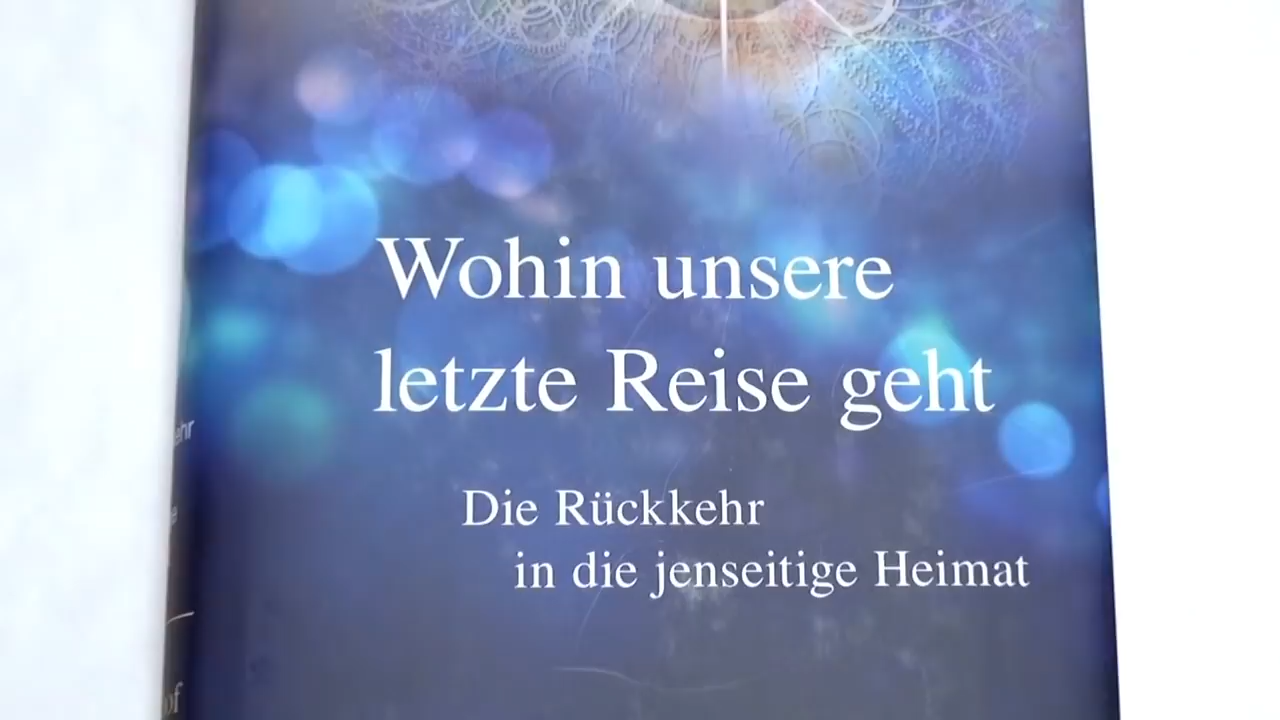 Wohin unsere
letzte Reise geht
Die Rückkehr
in die jenseitige Heimat